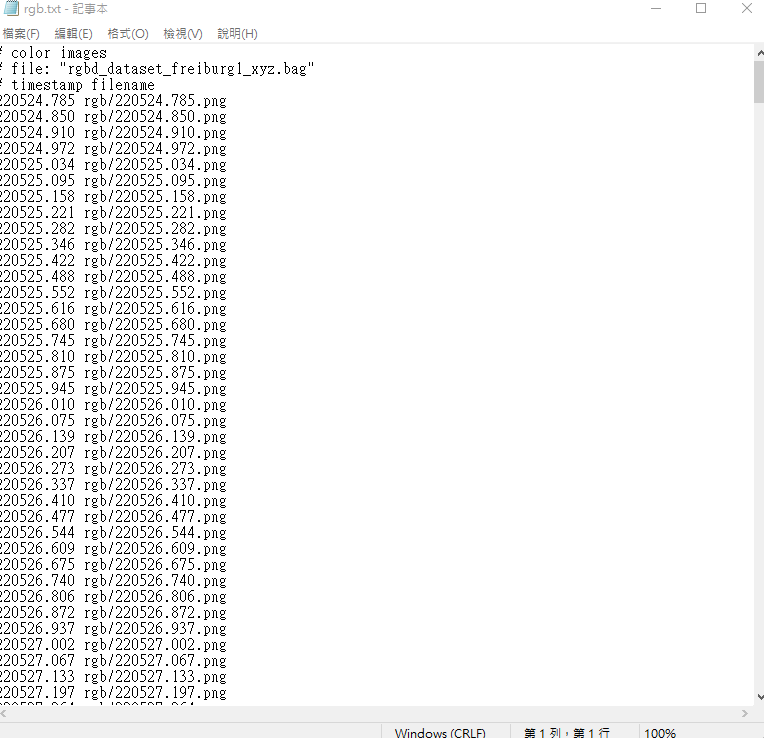 rgb.txt - 記事本
檔案(F) 編輯(E) 格式(O) 檢視(V) 說明(H)
# color images
# file: "rgbd_dataset_freiburg1_xyz.bag"
# timestamp filename
220524.785 rgb/220524.785.png
220524.850 rgb/220524.850.png
220524.910 rgb/220524.910.png
220524.972 rgb/220524.972.png
220525.034 rgb/220525.034.png
220525.095 rgb/220525.095.png
220525.158 rgb/220525.158.png
220525.221 rgb/220525.221.png
220525.282 rgb/220525.282.png
220525.346 rgb/220525.346.png
220525.422 rgb/220525.422.png
220525.488 rgb/220525.488.png
220525.552 rgb/220525.552.png
220525.616 rgb/220525.616.png
220525.680 rgb/220525.680.png
220525.745 rgb/220525.745.png
220525.810 rgb/220525.810.png
220525.875 rgb/220525.875.png
220525.945 rgb/220525.945.png
220526.010 rgb/220526.010.png
220526.075 rgb/220526.075.png
220526.139 rgb/220526.139.png
220526.207 rgb/220526.207.png
220526.273 rgb/220526.273.png
220526.337 rgb/220526.337.png
220526.410 rgb/220526.410.png
220526.477 rgb/220526.477.png
220526.544 rgb/220526.544.png
220526.609 rgb/220526.609.png
220526.675 rgb/220526.675.png
220526.740 rgb/220526.740.png
220526.806 rgb/220526.806.png
220526.872 rgb/220526.872.png
220526.937 rgb/220526.937.png
220527.002 rgb/220527.002.png
220527.067 rgb/220527.067.png
220527.133 rgb/220527.133.png
220527.197 rgb/220527.197.png
Windows (CRLF) 第 1 列，第 1 行 100%